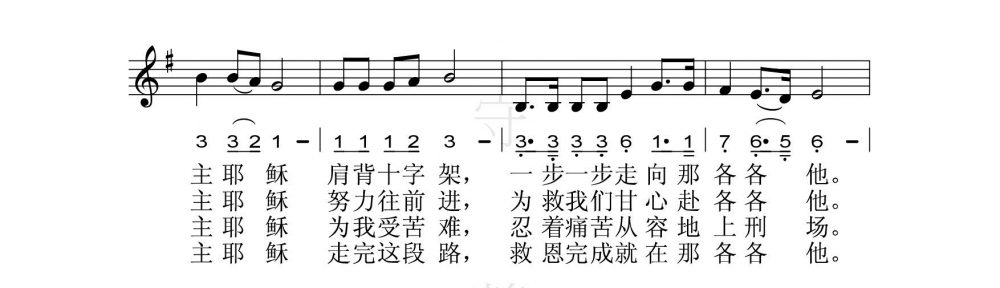 3 3 2 1 – | 1 1 1 2 3 – | 3· 3 3 3 6 1· 1 | 7 6· 5 6 – |
主耶 稣 肩背十字 架， 一 步一步走 向 那 各各 他。
主耶 稣 努力往前 进， 为 救我们甘 心 赴 各各 他。
主耶 稣 为我受苦 难， 忍 着痛苦从 容 地 上刑 场。
主耶 稣 走完这段 路， 救 恩完成就 在 那 各各 他。